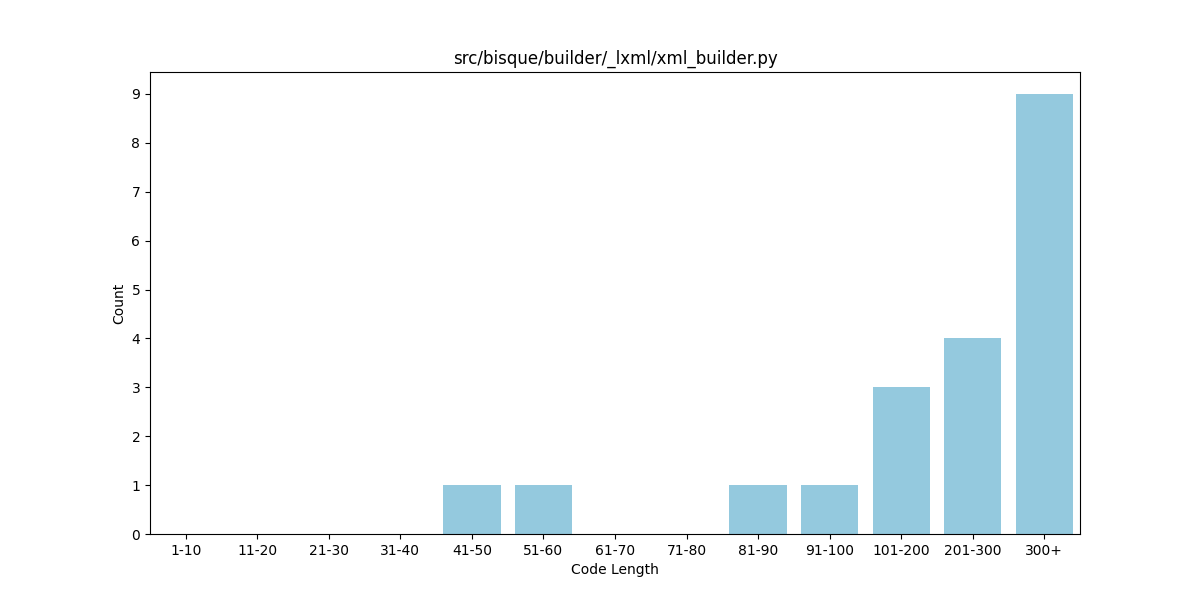 src/bisque/builder/_lxml/xml_builder.py
9
8
7
6
5
4
3
2
1
0
Count
1-10 11-20 21-30 31-40 41-50 51-60 61-70 71-80 81-90 91-100 101-200 201-300 300+
Code Length